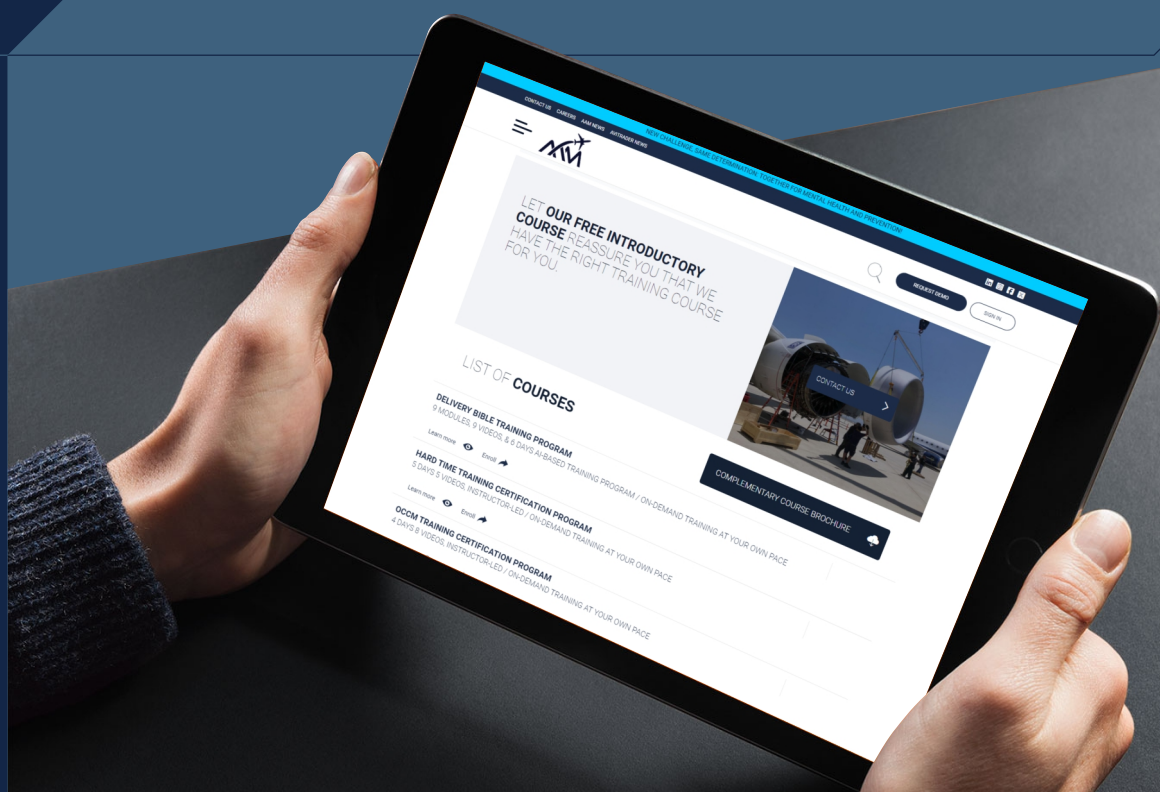 NEW CHALLENGE, SAME DETERMINATION: TOGETHER FOR MENTAL HEALTH AND PREVENTION!
CONTACT US CAREERS AAM NEWS AVITRADER NEWS
AAM
REQUEST DEMO
SIGN IN
LET OUR FREE INTRODUCTORY
COURSE REASSURE YOU THAT WE
HAVE THE RIGHT TRAINING COURSE
FOR YOU.
CONTACT US
LIST OF COURSES
COMPLEMENTARY COURSE BROCHURE
DELIVERY BIBLE TRAINING PROGRAM
9 MODULES, 9 VIDEOS, & 6 DAYS AI-BASED TRAINING PROGRAM / ON-DEMAND TRAINING AT YOUR OWN PACE
Learn more Enroll
HARD TIME TRAINING CERTIFICATION PROGRAM
5 DAYS 5 VIDEOS, INSTRUCTOR-LED / ON-DEMAND TRAINING AT YOUR OWN PACE
Learn more Enroll
OCCM TRAINING CERTIFICATION PROGRAM
4 DAYS 8 VIDEOS, INSTRUCTOR-LED / ON-DEMAND TRAINING AT YOUR OWN PACE